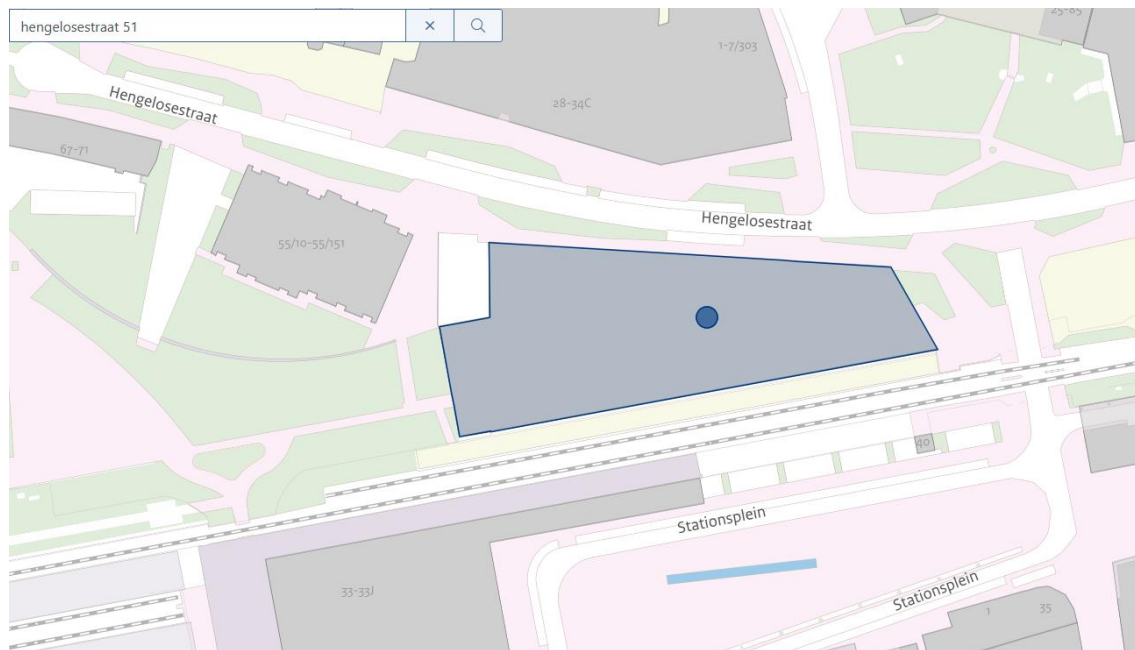 hengelosestraat 51
25-85
1-7/303
28-34C
Hengelosestraat
67-71
Hengelosestraat
55/10-55/151
40
Stationsplein
33-33J
Stationsplein
1
35